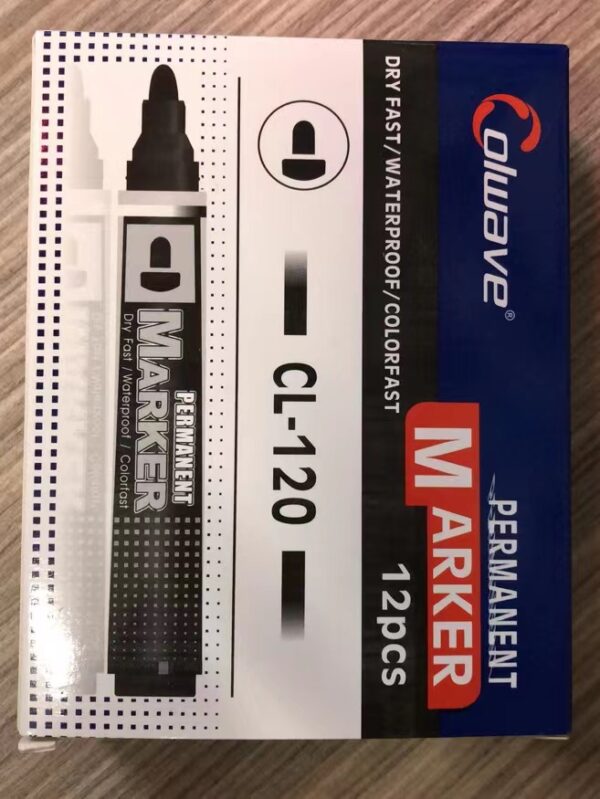 Colwave®
PERMANENT
MARKER
DRY FAST/WATERPROOF/COLORFAST
12pcs
CL-120
PERMANENT
MARKER
Dry Fast / Waterproof / Colorfast